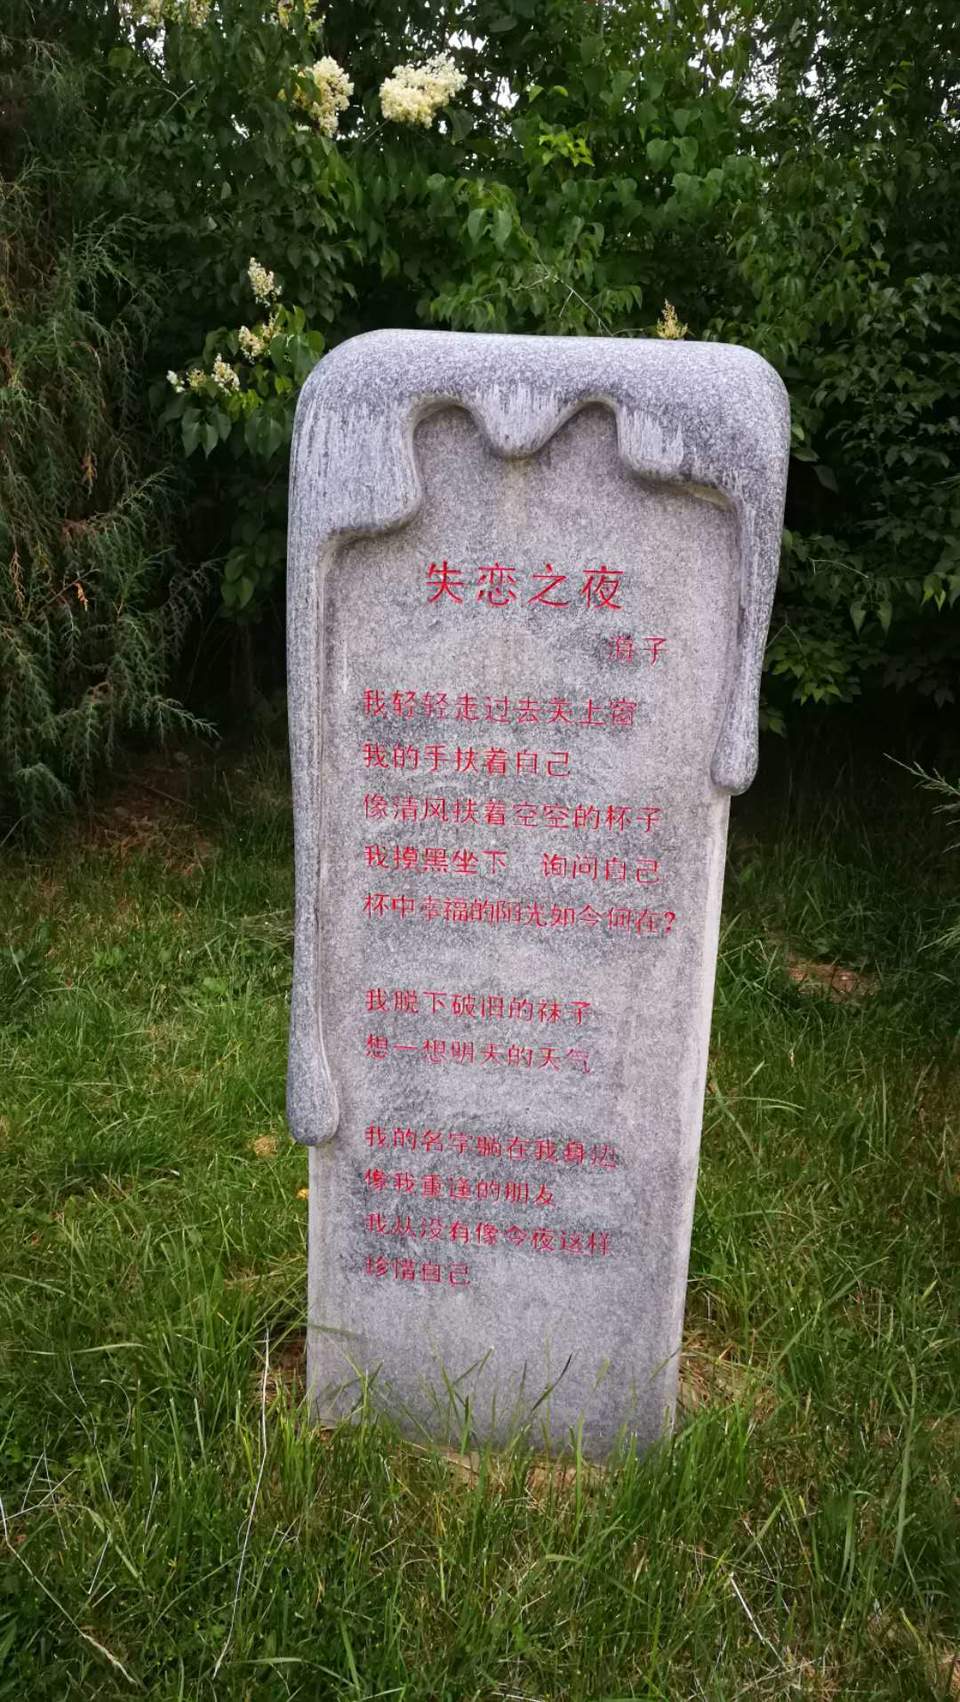 失恋之夜
海子
我轻轻走过去关上窗
我的手扶着自己
像清风扶着空空的杯子
我摸黑坐下　询问自己
杯中幸福的阳光如今何在?
我脱下破旧的袜子
想一想明天的天气
我的名字躺在我身边
像我重逢的朋友
我从没有像今夜这样
珍惜自己